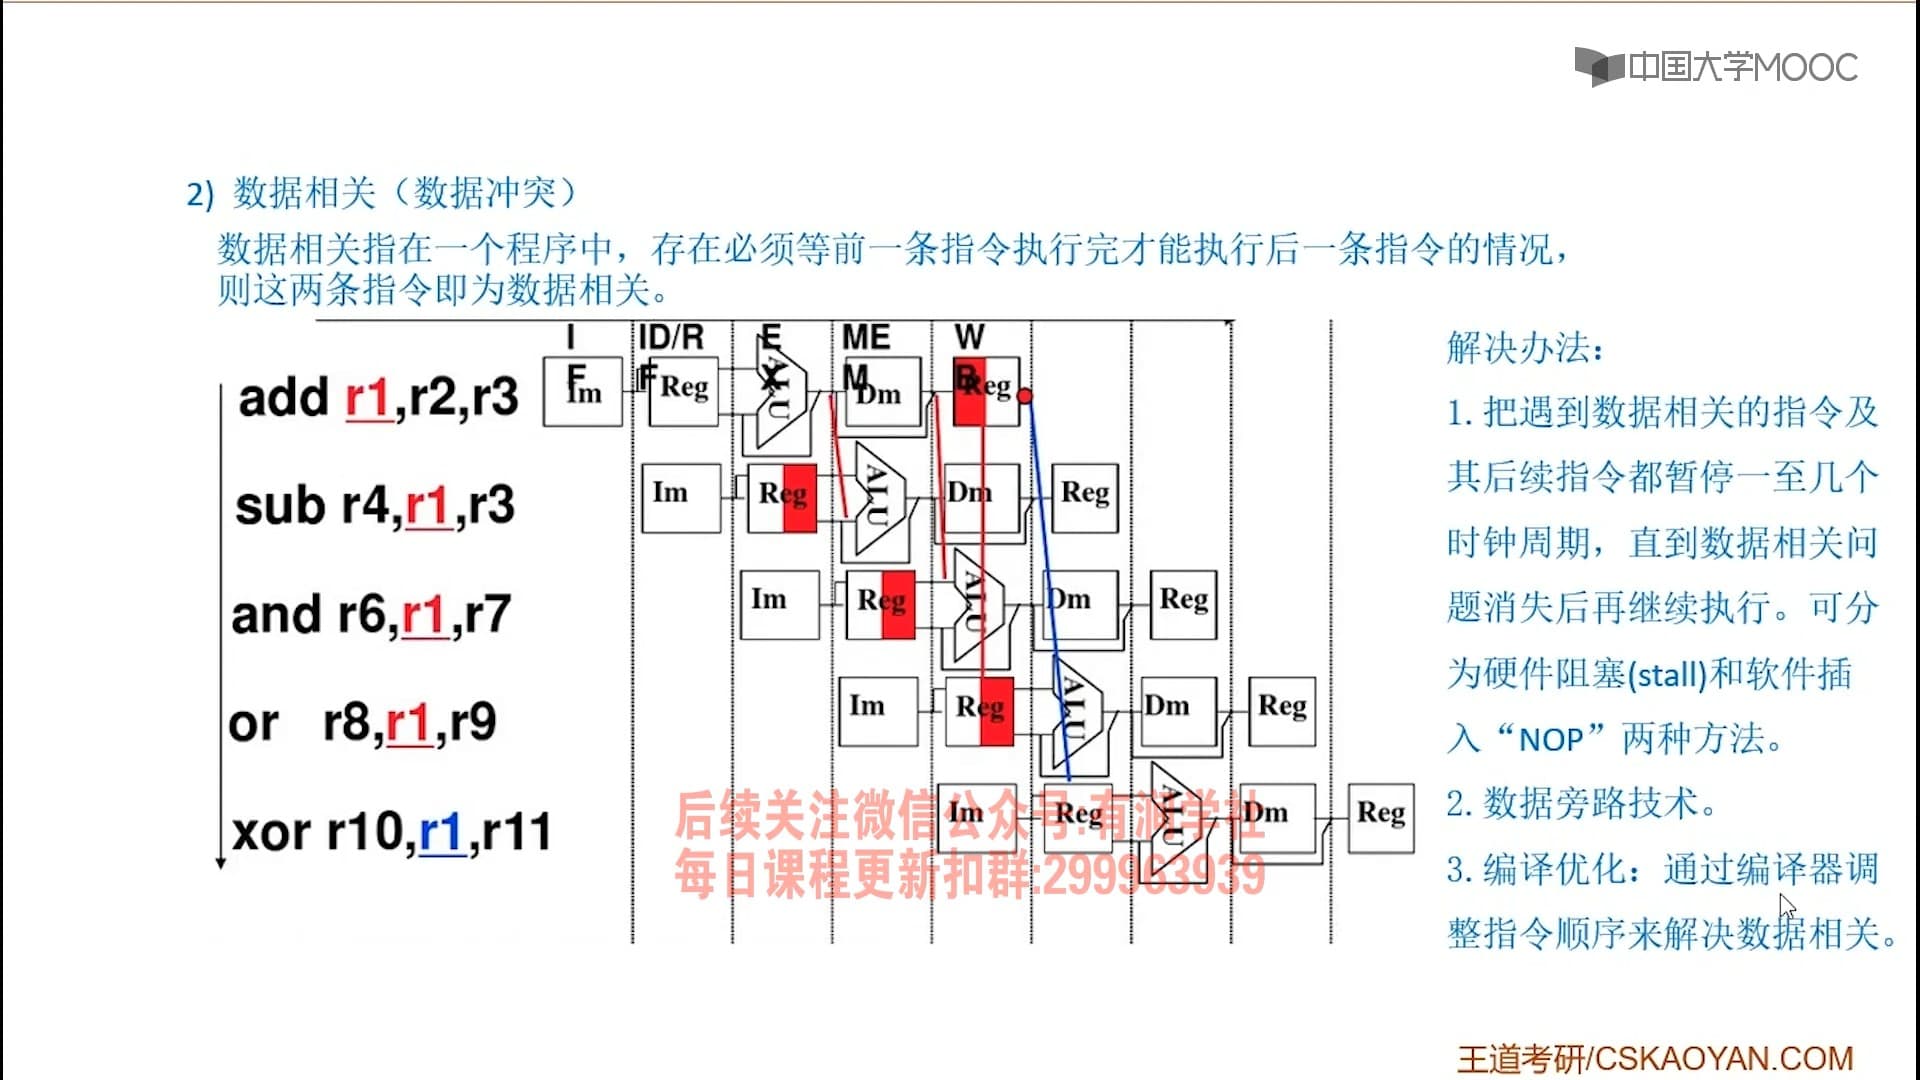 中国大学MOOC
2) 数据相关（数据冲突）
数据相关指在一个程序中，存在必须等前一条指令执行完才能执行后一条指令的情况，
则这两条指令即为数据相关。
IF ID/RF EX MEM WB
add r1,r2,r3 Im Reg ALU Dm Reg
sub r4,r1,r3 Im Reg ALU Dm Reg
and r6,r1,r7 Im Reg ALU Dm Reg
or r8,r1,r9 Im Reg ALU Dm Reg
xor r10,r1,r11 Im Reg ALU Dm Reg
解决办法：
1. 把遇到数据相关的指令及
其后续指令都暂停一至几个
时钟周期，直到数据相关问
题消失后再继续执行。可分
为硬件阻塞(stall)和软件插
入“NOP”两种方法。
2. 数据旁路技术。
3. 编译优化：通过编译器调
整指令顺序来解决数据相关。
后续关注微信公众号:有润学社
每日课程更新扣群:299963939
王道考研/CSKAOYAN.COM